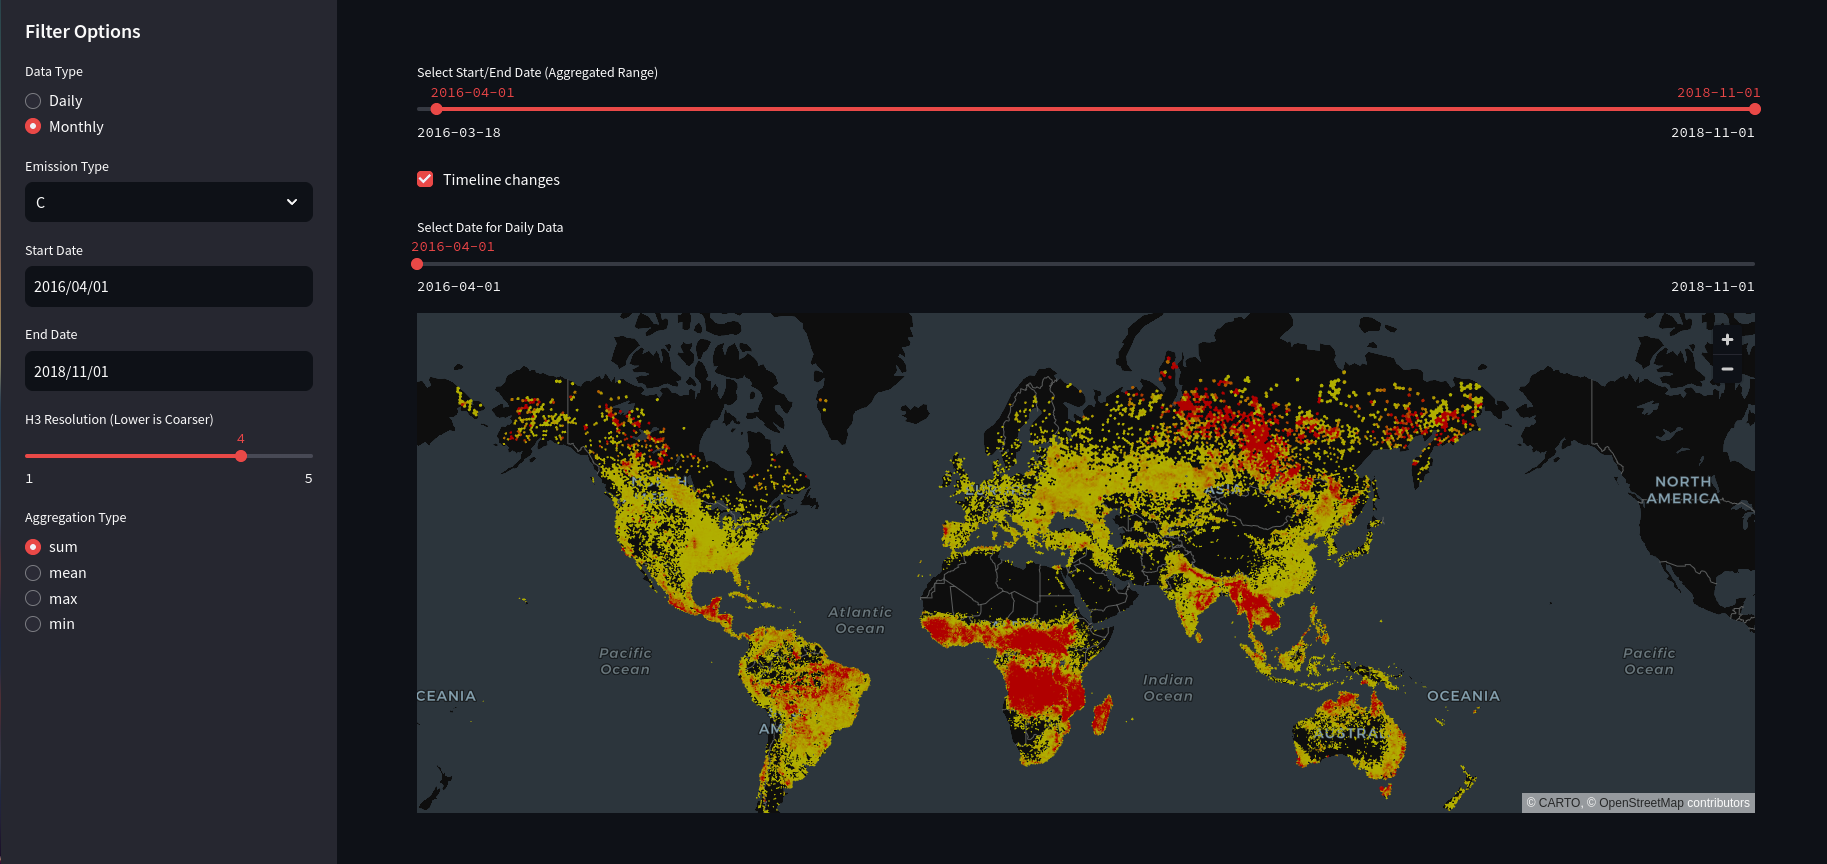 Filter Options
Data Type
Daily
Monthly
Emission Type
C
Start Date
2016/04/01
End Date
2018/11/01
H3 Resolution (Lower is Coarser)
4
1 5
Aggregation Type
sum
mean
max
min
Select Start/End Date (Aggregated Range)
2016-04-01 2018-11-01
2016-03-18 2018-11-01
Timeline changes
Select Date for Daily Data
2016-04-01
2016-04-01 2018-11-01
+
−
NORTH
AMERICA
Atlantic
Ocean
Pacific
Ocean
Indian
Ocean
Pacific
Ocean
CEANIA
OCEANIA
AM
AUSTRAL
© CARTO, © OpenStreetMap contributors